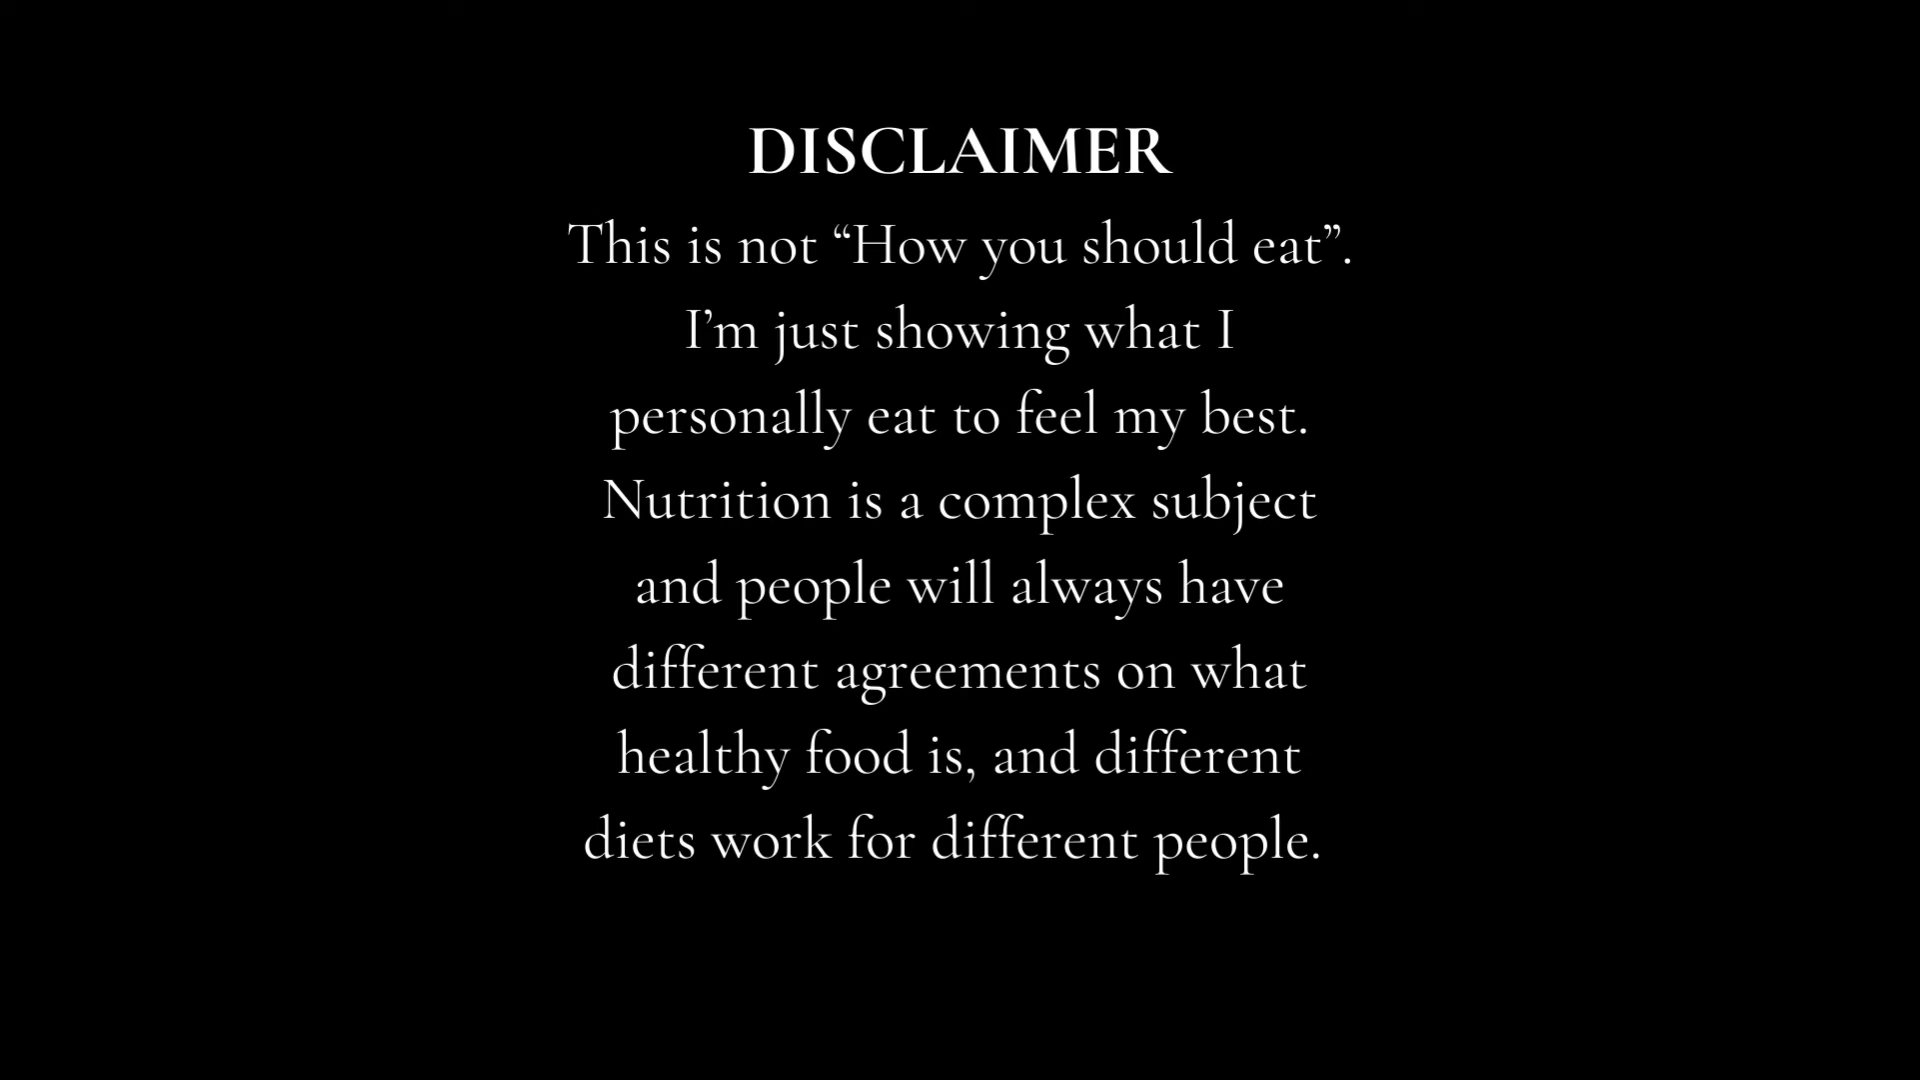 DISCLAIMER
This is not “How you should eat”.
I’m just showing what I
personally eat to feel my best.
Nutrition is a complex subject
and people will always have
different agreements on what
healthy food is, and different
diets work for different people.